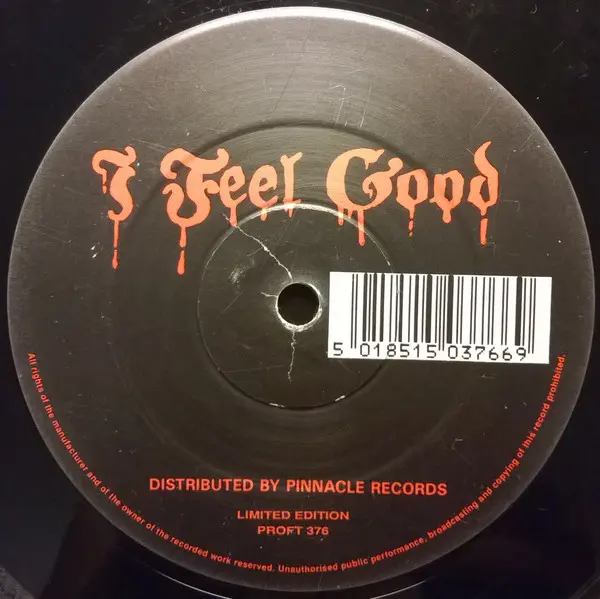 I Feel Good
5 018515 037669
DISTRIBUTED BY PINNACLE RECORDS
LIMITED EDITION
PROFT 376
All rights of the manufacturer and of the owner of the recorded work reserved. Unauthorised public performance, broadcasting and copying of this record prohibited.